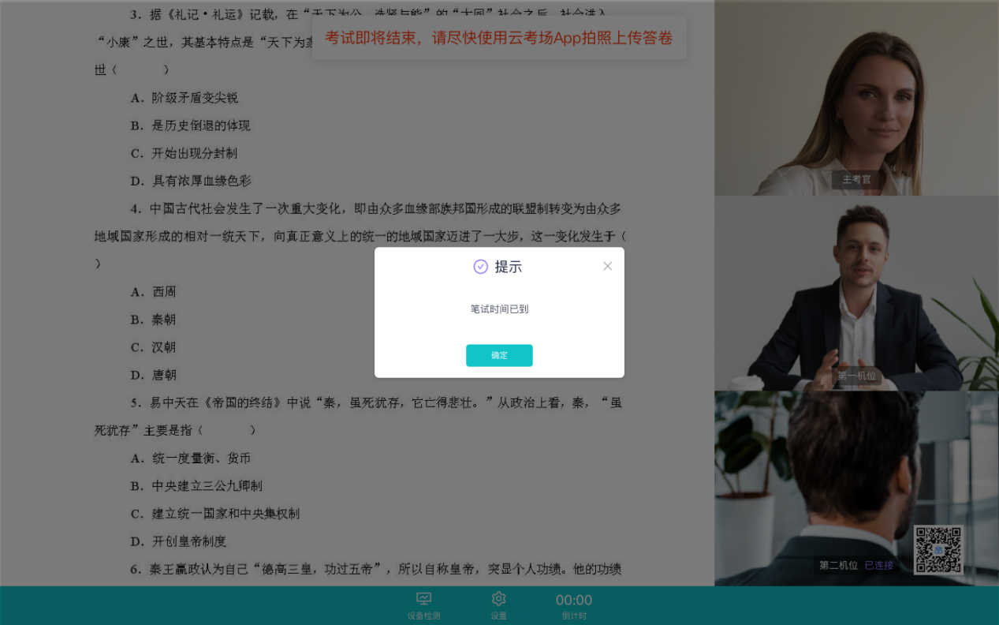 3．据《礼记•礼运》记载，在“天下为公，选贤与能”的“大同”社会之后，社会进入
“小康”之世，其基本特点是“天下为家
考试即将结束，请尽快使用云考场App拍照上传答卷
世（ ）
A．阶级矛盾变尖锐
B．是历史倒退的体现
C．开始出现分封制
D．具有浓厚血缘色彩
主考官
4．中国古代社会发生了一次重大变化，即由众多血缘部族邦国形成的联盟制转变为由众多
地域国家形成的相对一统天下，向真正意义上的统一的地域国家迈进了一大步，这一变化发生于（
）
提示
A．西周
笔试时间已到
B．秦朝
C．汉朝
确定
D．唐朝
第一机位
5．易中天在《帝国的终结》中说“秦，虽死犹存，它亡得悲壮。”从政治上看，秦，“虽
死犹存”主要是指（ ）
A．统一度量衡、货币
B．中央建立三公九卿制
C．建立统一国家和中央集权制
D．开创皇帝制度
第二机位 已连接
6．秦王嬴政认为自己“德高三皇，功过五帝”，所以自称皇帝，突显个人功绩。他的功绩
设备检测
设置
00:00
倒计时